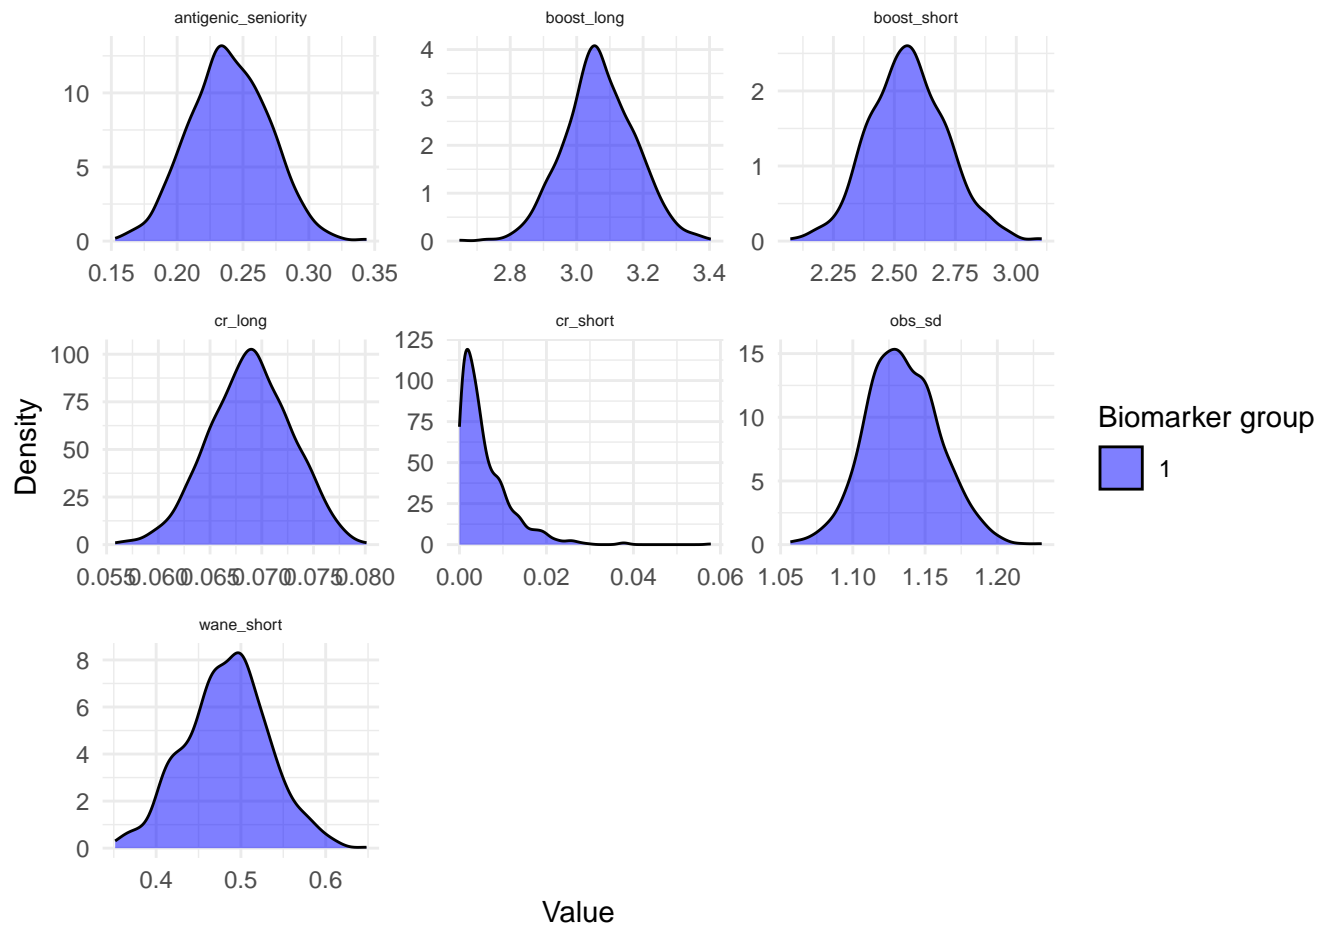 antigenic_seniority
boost_long
boost_short
10
5
0
0.15 0.20 0.25 0.30 0.35
4
3
2
1
0
2.8 3.0 3.2 3.4
2
1
0
2.25 2.50 2.75 3.00
cr_long
cr_short
obs_sd
100
75
50
25
0
0.055 0.060 0.065 0.070 0.075 0.080
125
100
75
50
25
0
0.00 0.02 0.04 0.06
15
10
5
0
1.05 1.10 1.15 1.20
wane_short
8
6
4
2
0
0.4 0.5 0.6
Density
Value
Biomarker group
1